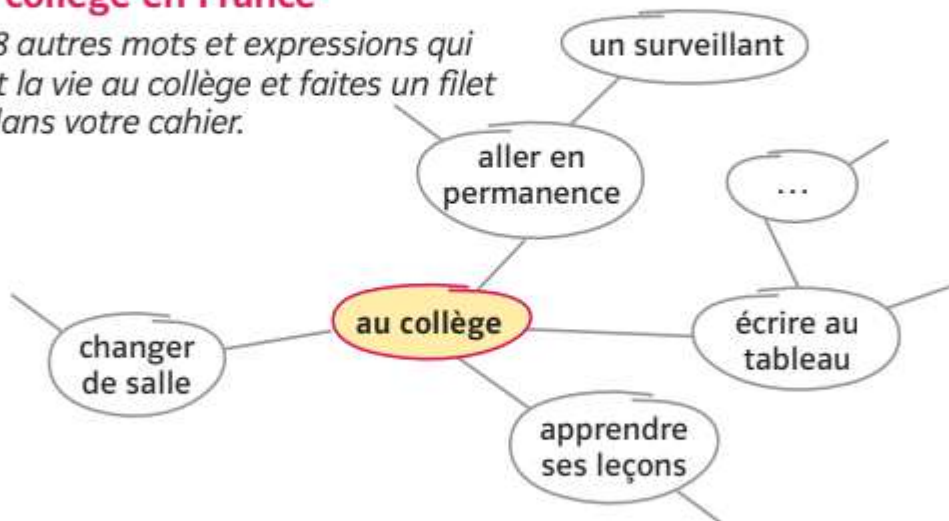 collège en France
8 autres mots et expressions qui
la vie au collège et faites un filet
dans votre cahier.
un surveillant
aller en
permanence
...
au collège
écrire au
tableau
changer
de salle
apprendre
ses leçons